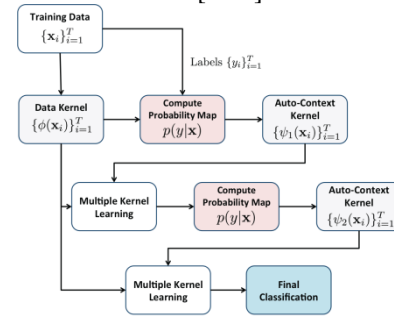 Training Data
{x_i}_{i=1}^T
Labels {y_i}_{i=1}^T
Data Kernel
{ϕ(x_i)}_{i=1}^T
Compute
Probability Map
p(y|x)
Auto-Context
Kernel
{ψ_1(x_i)}_{i=1}^T
Multiple Kernel
Learning
Compute
Probability Map
p(y|x)
Auto-Context
Kernel
{ψ_2(x_i)}_{i=1}^T
Multiple Kernel
Learning
Final
Classification